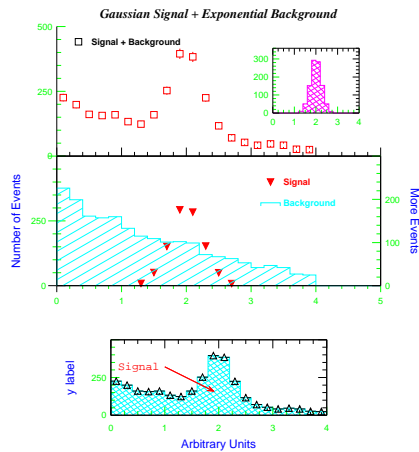 Gaussian Signal + Exponential Background
500
250
0
Signal + Background
300
200
100
0
0 1 2 3 4
Number of Events
250
0
Signal
Background
200
100
0
More Events
0 1 2 3 4 5
y label
250
0
Signal
0 1 2 3 4
Arbitrary Units